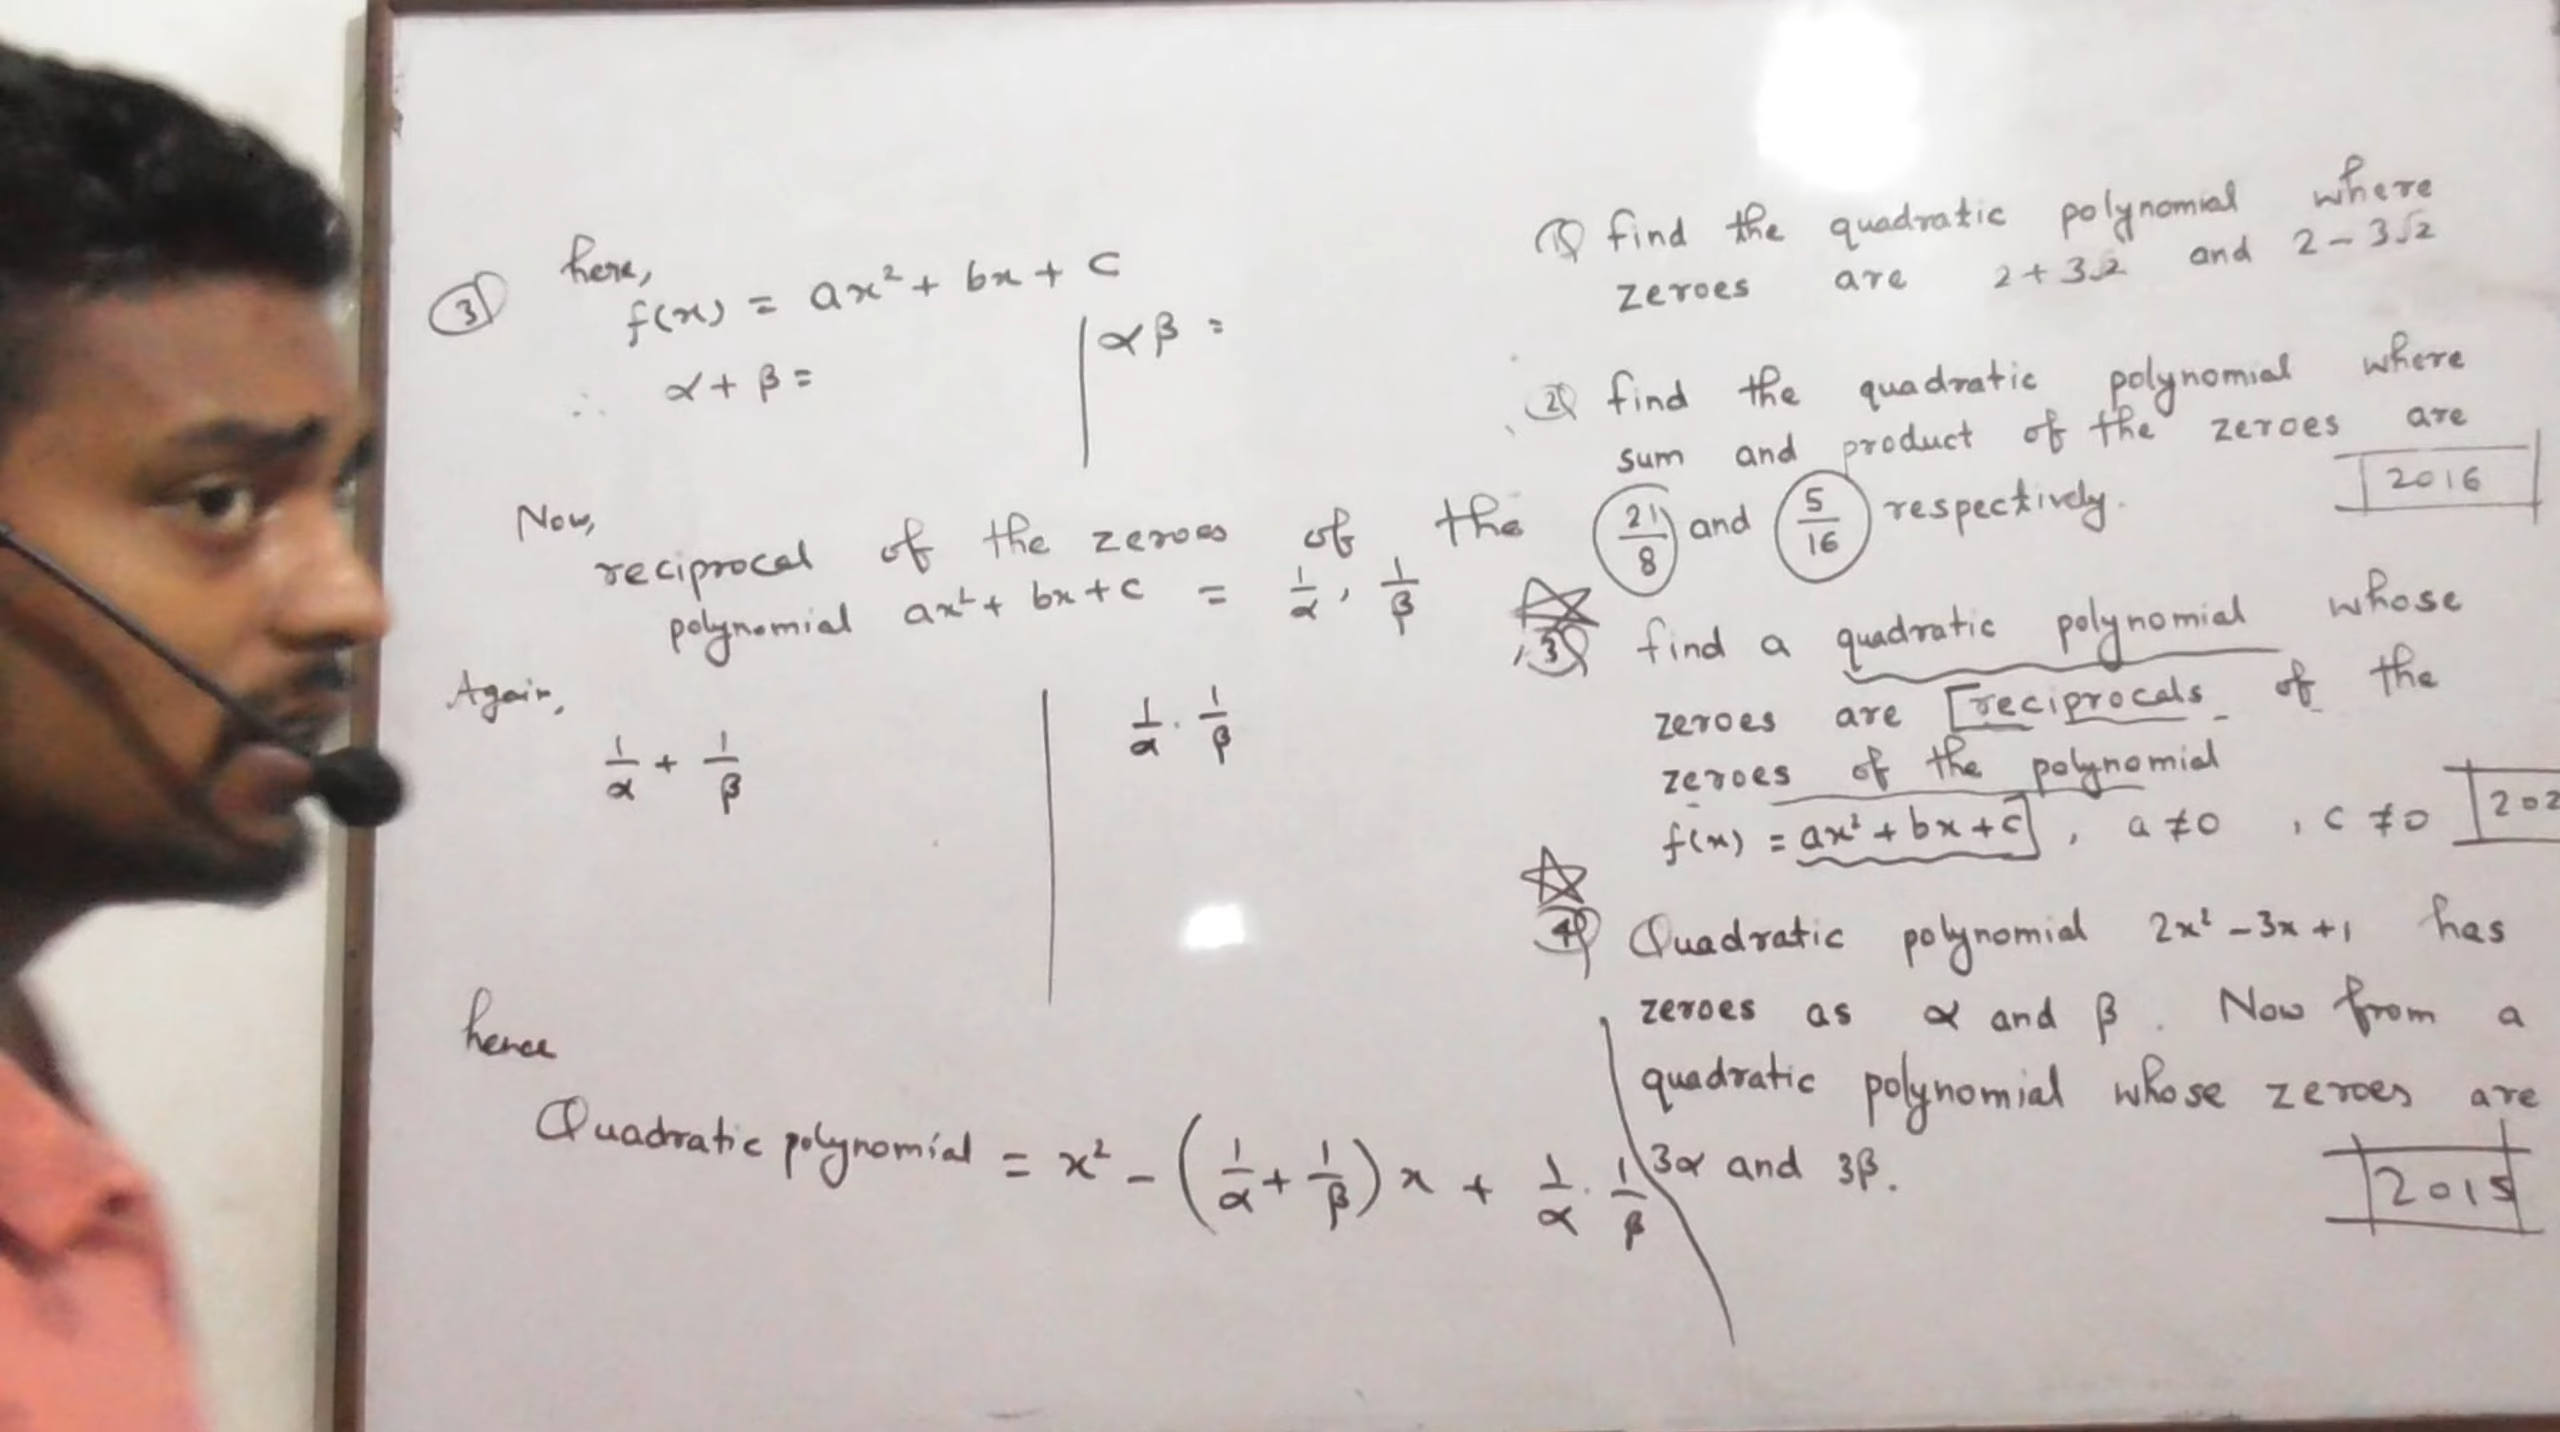 ③ here,
f(x) = ax² + bx + c
∴ α + β =
αβ =
Now,
reciprocal of the zeroes of the
polynomial ax² + bx + c = 1/α, 1/β
Again,
1/α + 1/β
1/α · 1/β
hence
Quadratic polynomial = x² - (1/α + 1/β) x + 1/α · 1/β
① find the quadratic polynomial where
zeroes are 2 + 3√2 and 2 - 3√2
② find the quadratic polynomial where
sum and product of the zeroes are
21/8 and 5/16 respectively.
2016
③ find a quadratic polynomial whose
zeroes are reciprocals of the
zeroes of the polynomial
f(x) = ax² + bx + c, a ≠ 0, c ≠ 0
202
④ Quadratic polynomial 2x² - 3x + 1 has
zeroes as α and β. Now from a
quadratic polynomial whose zeroes are
3α and 3β.
2015